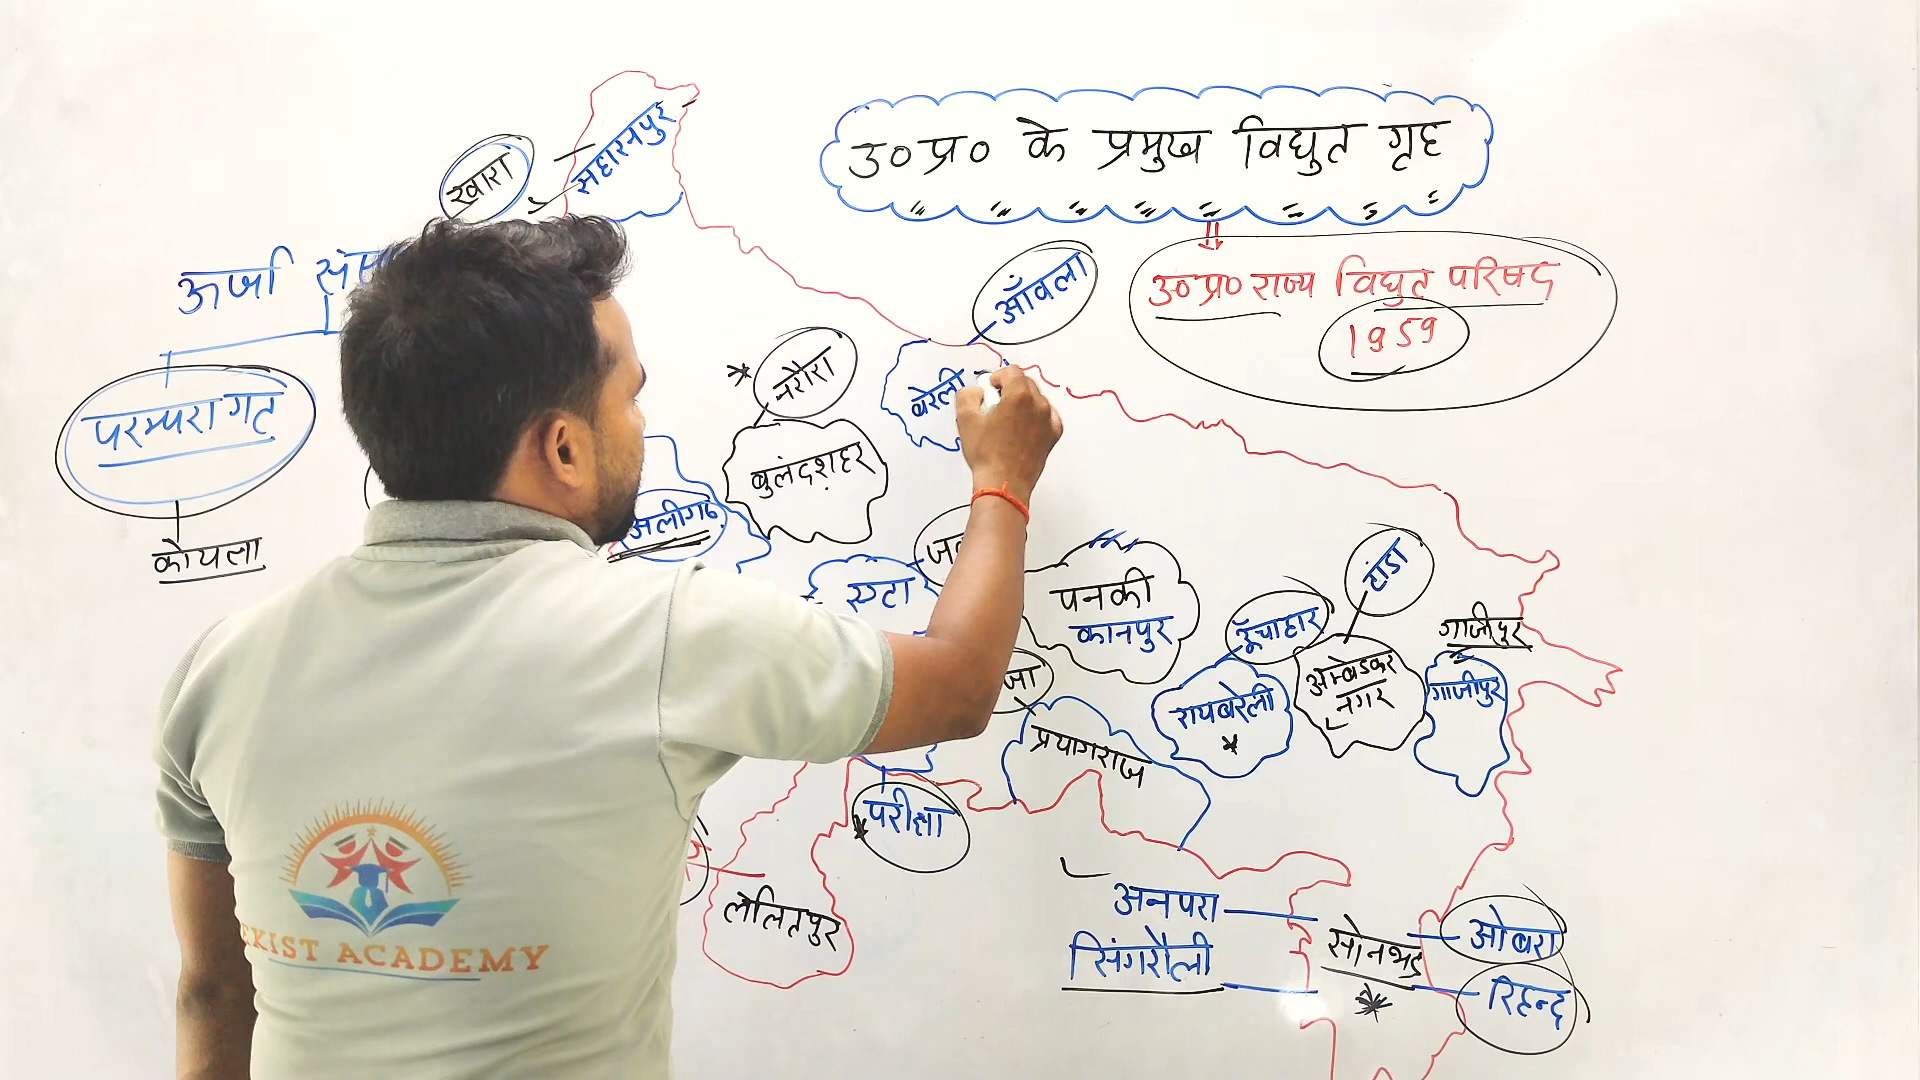 उ०प्र० के प्रमुख विद्युत गृह
उ०प्र० राज्य विद्युत परिषद
1959
सहारनपुर
खारा
ऊर्जा
परम्परागत
कोयला
आँवला
बरेली
नरौरा
बुलंदशहर
अलीगढ़
एटा
पनकी
कानपुर
टांडा
ऊँचाहार
अम्बेडकर
नगर
रायबरेली
गाजीपुर
गाजीपुर
प्रयागराज
परीक्षा
ललितपुर
अनपरा
सिंगरौली
सोनभद्र
ओबरा
रिहन्द
EKIST ACADEMY